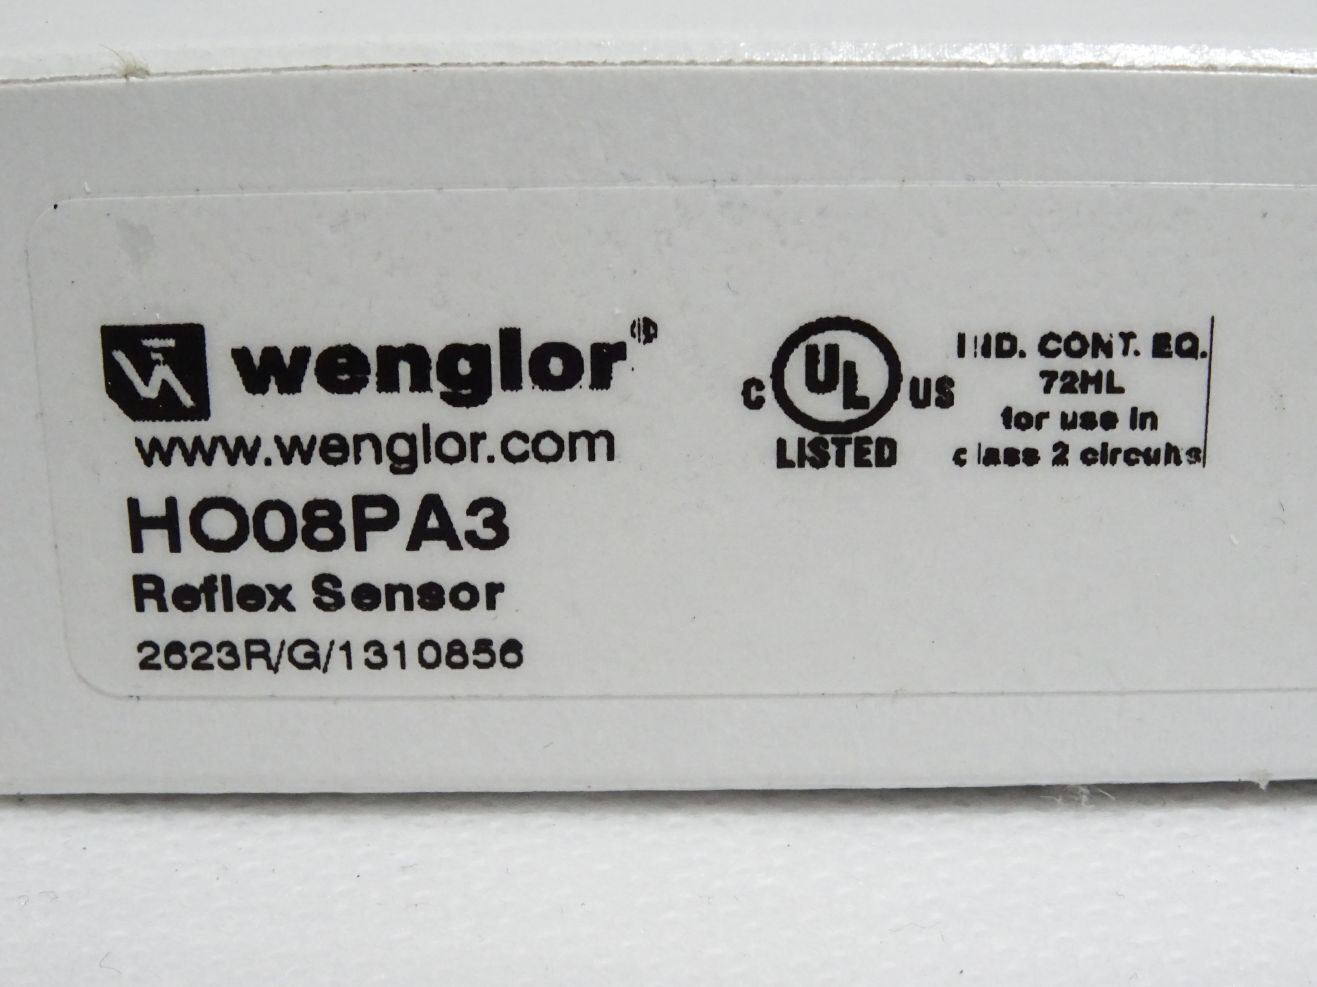 wenglor®
www.wenglor.com
HO08PA3
Reflex Sensor
2623R/G/1310856
C UL US
LISTED
IND. CONT. EQ.
72HL
for use in
class 2 circuits